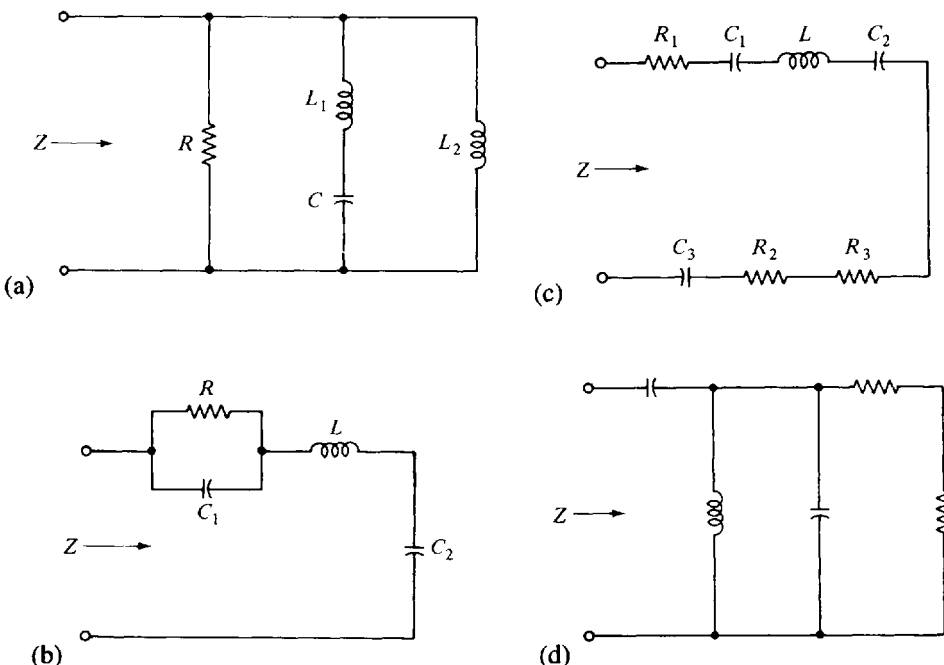 Z
R
L₁
C
L₂
(a)
R₁
C₁
L
C₂
Z
C₃
R₂
R₃
(c)
R
C₁
L
Z
C₂
(b)
Z
(d)